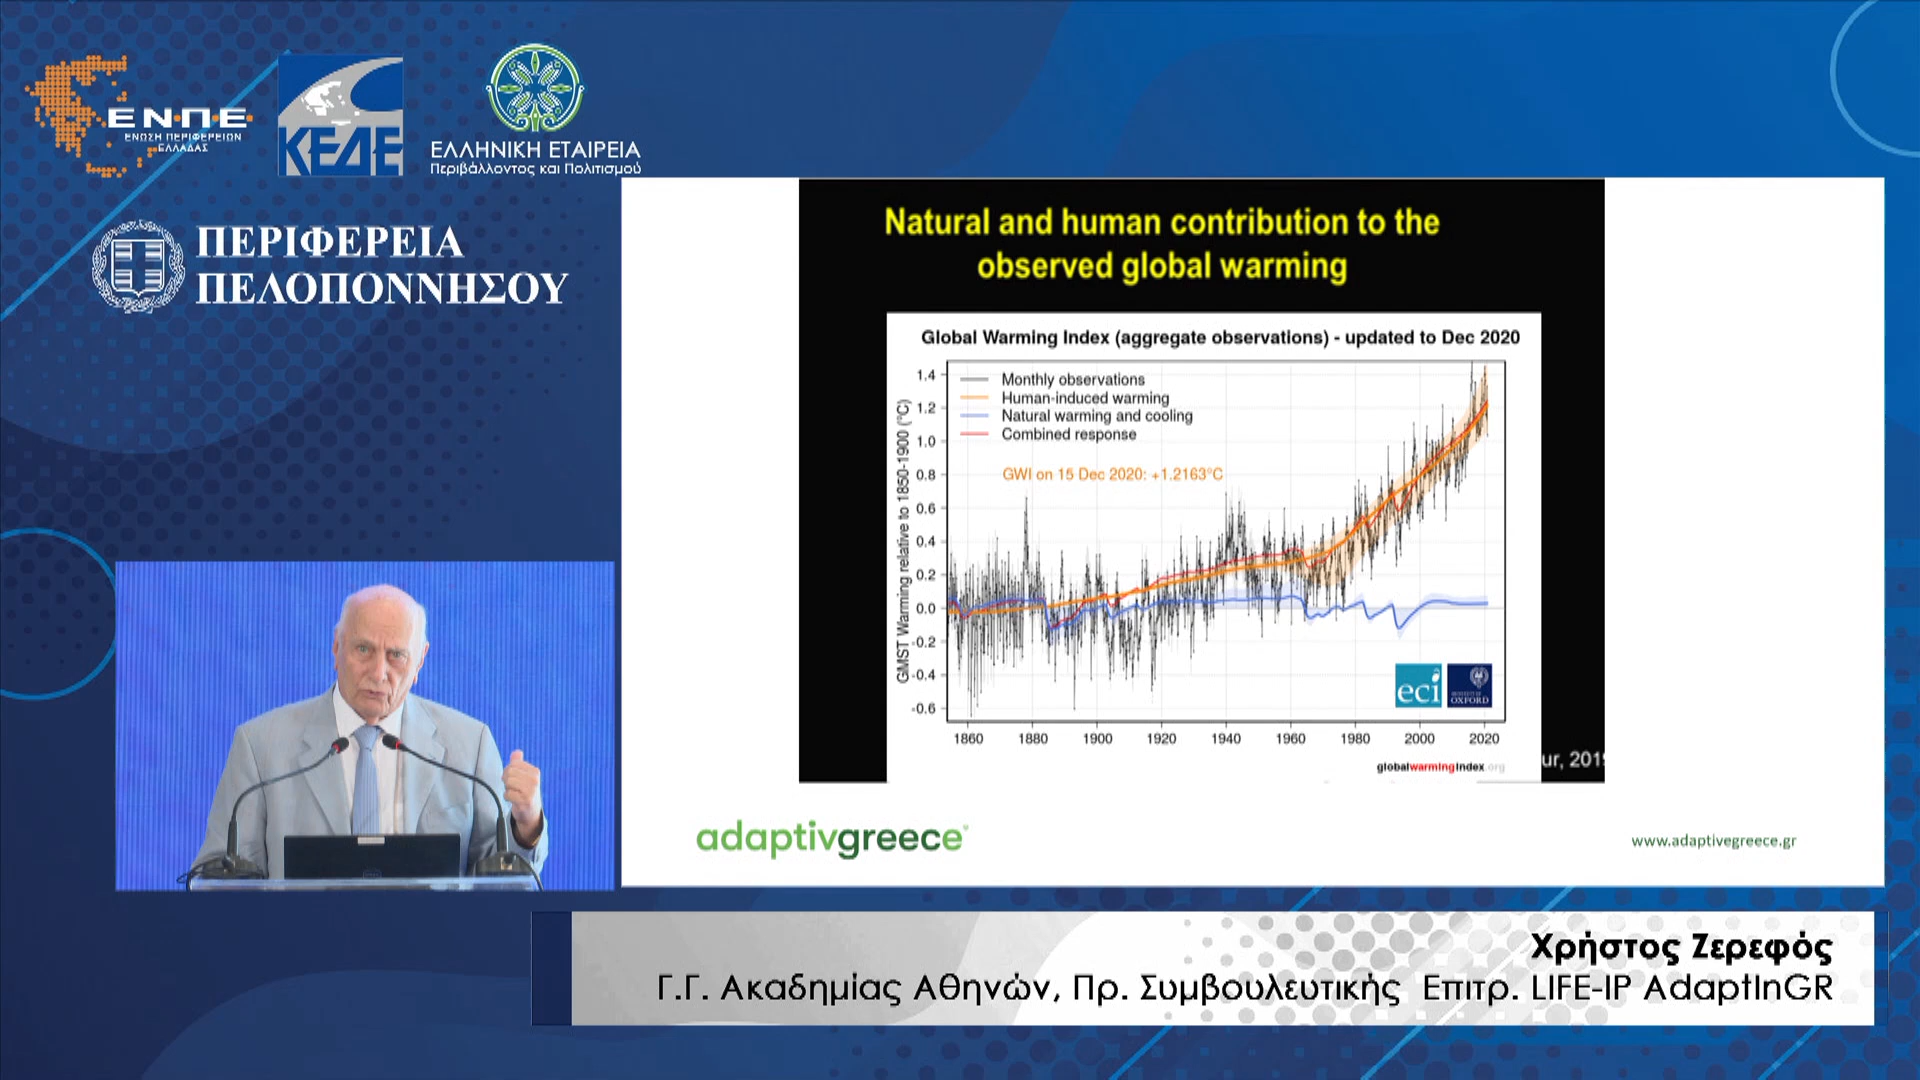 ΕΝΠΕ
ΕΝΩΣΗ ΠΕΡΙΦΕΡΕΙΩΝ
ΕΛΛΑΔΑΣ
ΚΕΔΕ
ΕΛΛΗΝΙΚΗ ΕΤΑΙΡΕΙΑ
Περιβάλλοντος και Πολιτισμού
ΠΕΡΙΦΕΡΕΙΑ
ΠΕΛΟΠΟΝΝΗΣΟΥ
Natural and human contribution to the
observed global warming
Global Warming Index (aggregate observations) - updated to Dec 2020
GMST Warming relative to 1850-1900 (°C)
1.4
1.2
1.0
0.8
0.6
0.4
0.2
0.0
-0.2
-0.4
-0.6
Monthly observations
Human-induced warming
Natural warming and cooling
Combined response
GWI on 15 Dec 2020: +1.2163°C
eci
UNIVERSITY OF
OXFORD
1860 1880 1900 1920 1940 1960 1980 2000 2020
globalwarmingindex.org
ur, 2019
adaptivgreece
www.adaptivegreece.gr
Χρήστος Ζερεφός
Γ.Γ. Ακαδημίας Αθηνών, Πρ. Συμβουλευτικής Επιτρ. LIFE-IP AdaptInGR